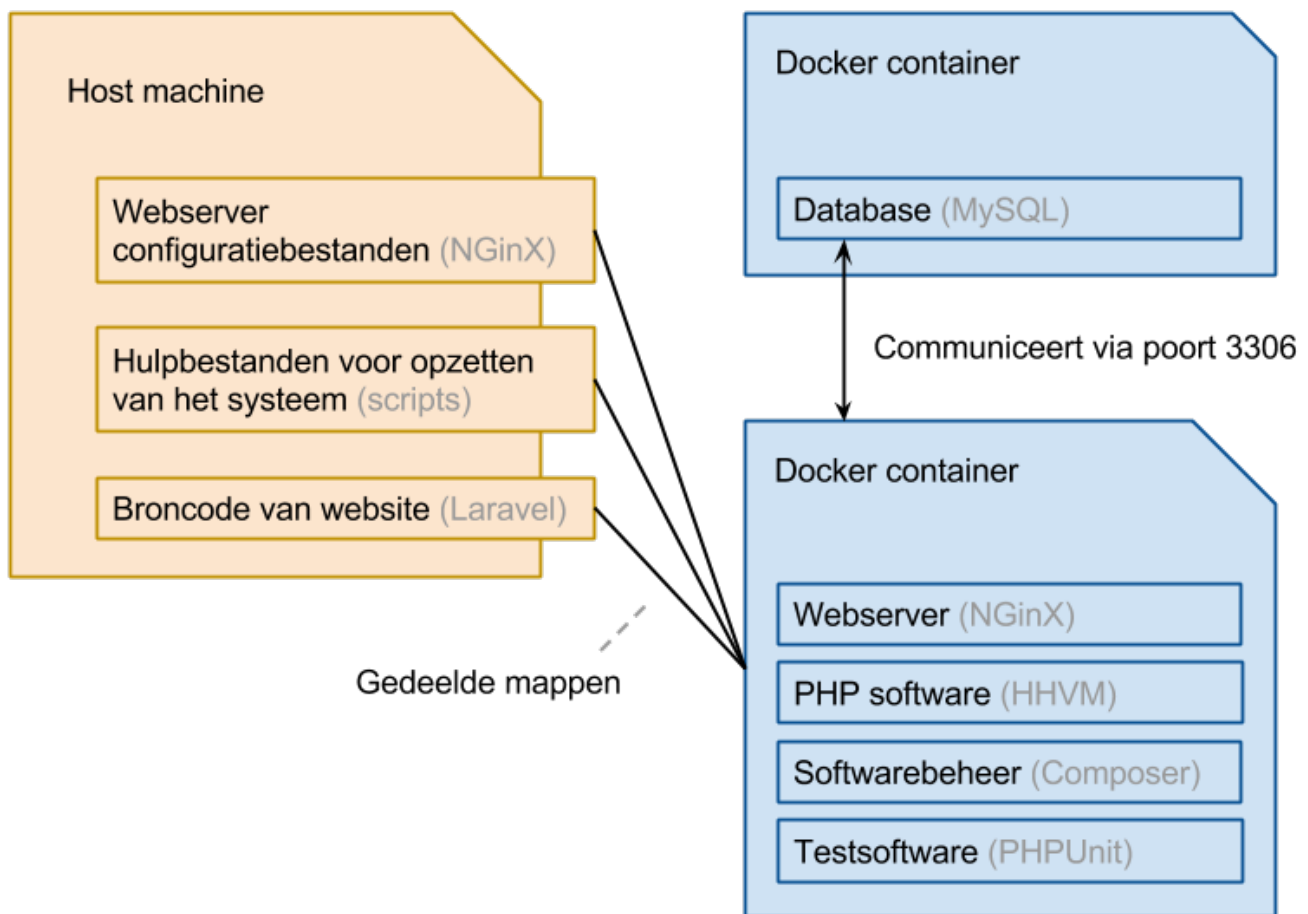 Host machine
Webserver
configuratiebestanden (NGinX)
Hulpbestanden voor opzetten
van het systeem (scripts)
Broncode van website (Laravel)
Gedeelde mappen
Docker container
Database (MySQL)
Communiceert via poort 3306
Docker container
Webserver (NGinX)
PHP software (HHVM)
Softwarebeheer (Composer)
Testsoftware (PHPUnit)